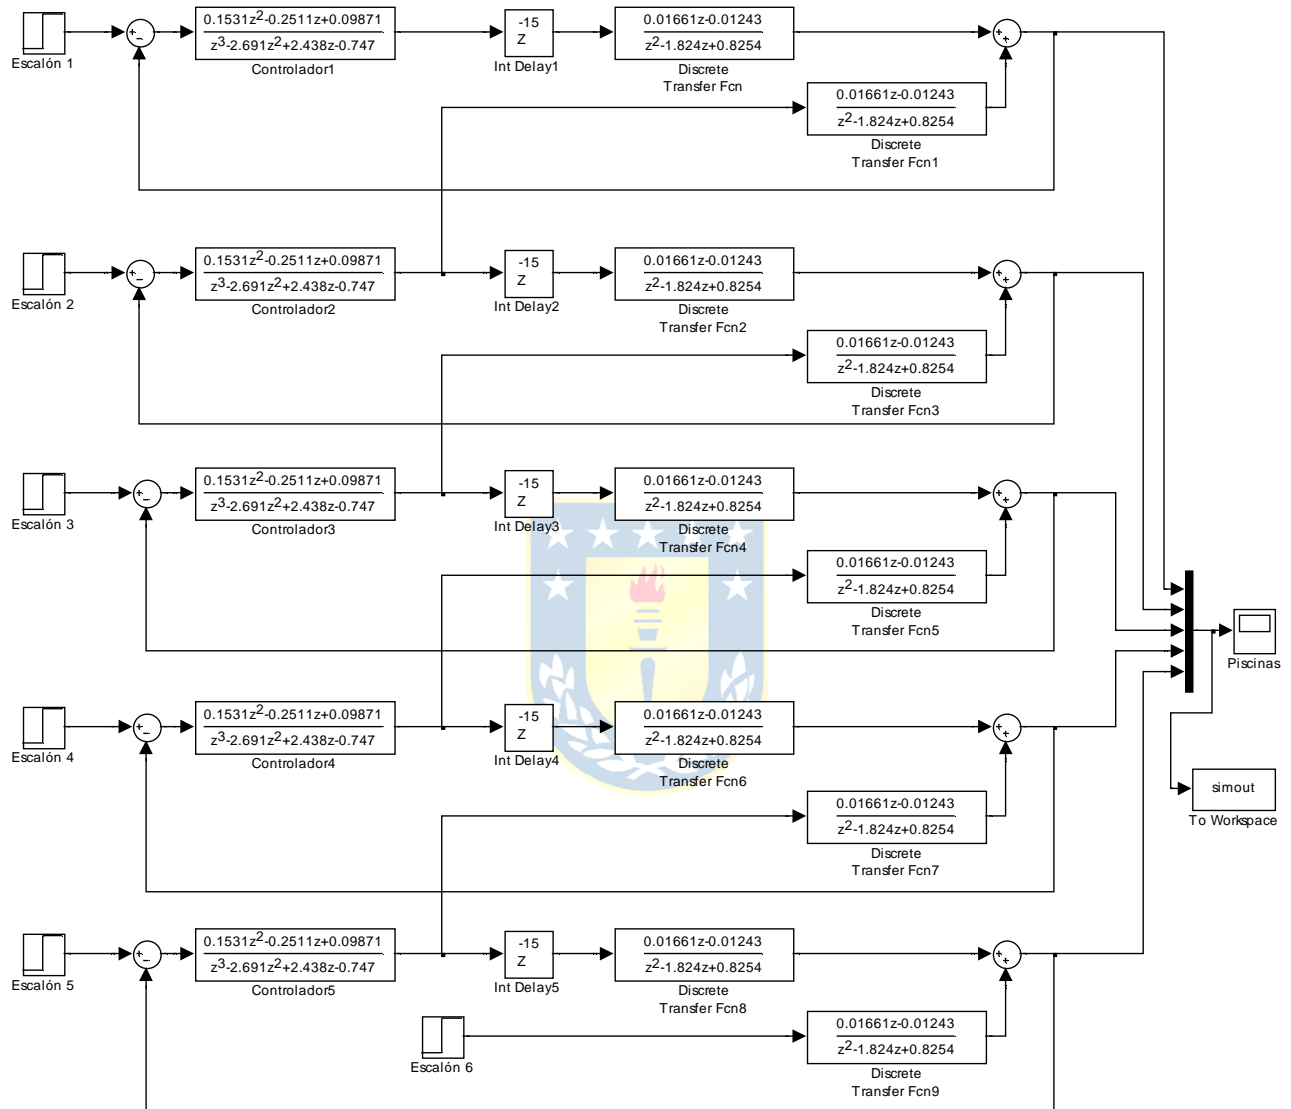 0.1531z²-0.2511z+0.09871
z³-2.691z²+2.438z-0.747
Controlador1
Escalón 1
+
−
-15
Z
Int Delay1
0.01661z-0.01243
z²-1.824z+0.8254
Discrete
Transfer Fcn
+
+
0.01661z-0.01243
z²-1.824z+0.8254
Discrete
Transfer Fcn1
0.1531z²-0.2511z+0.09871
z³-2.691z²+2.438z-0.747
Controlador2
Escalón 2
+
−
-15
Z
Int Delay2
0.01661z-0.01243
z²-1.824z+0.8254
Discrete
Transfer Fcn2
+
+
0.01661z-0.01243
z²-1.824z+0.8254
Discrete
Transfer Fcn3
0.1531z²-0.2511z+0.09871
z³-2.691z²+2.438z-0.747
Controlador3
Escalón 3
+
−
-15
Z
Int Delay3
0.01661z-0.01243
z²-1.824z+0.8254
Discrete
Transfer Fcn4
+
+
0.01661z-0.01243
z²-1.824z+0.8254
Discrete
Transfer Fcn5
Piscinas
0.1531z²-0.2511z+0.09871
z³-2.691z²+2.438z-0.747
Controlador4
Escalón 4
+
−
-15
Z
Int Delay4
0.01661z-0.01243
z²-1.824z+0.8254
Discrete
Transfer Fcn6
+
+
simout
To Workspace
0.01661z-0.01243
z²-1.824z+0.8254
Discrete
Transfer Fcn7
0.1531z²-0.2511z+0.09871
z³-2.691z²+2.438z-0.747
Controlador5
Escalón 5
+
−
-15
Z
Int Delay5
0.01661z-0.01243
z²-1.824z+0.8254
Discrete
Transfer Fcn8
+
+
Escalón 6
0.01661z-0.01243
z²-1.824z+0.8254
Discrete
Transfer Fcn9